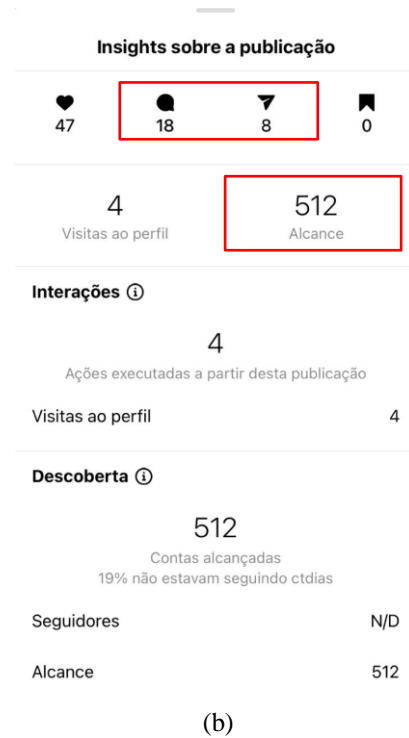 Insights sobre a publicação
47 18 8 0
4 512
Visitas ao perfil Alcance
Interações
4
Ações executadas a partir desta publicação
Visitas ao perfil 4
Descoberta
512
Contas alcançadas
19% não estavam seguindo ctdias
Seguidores N/D
Alcance 512
(b)